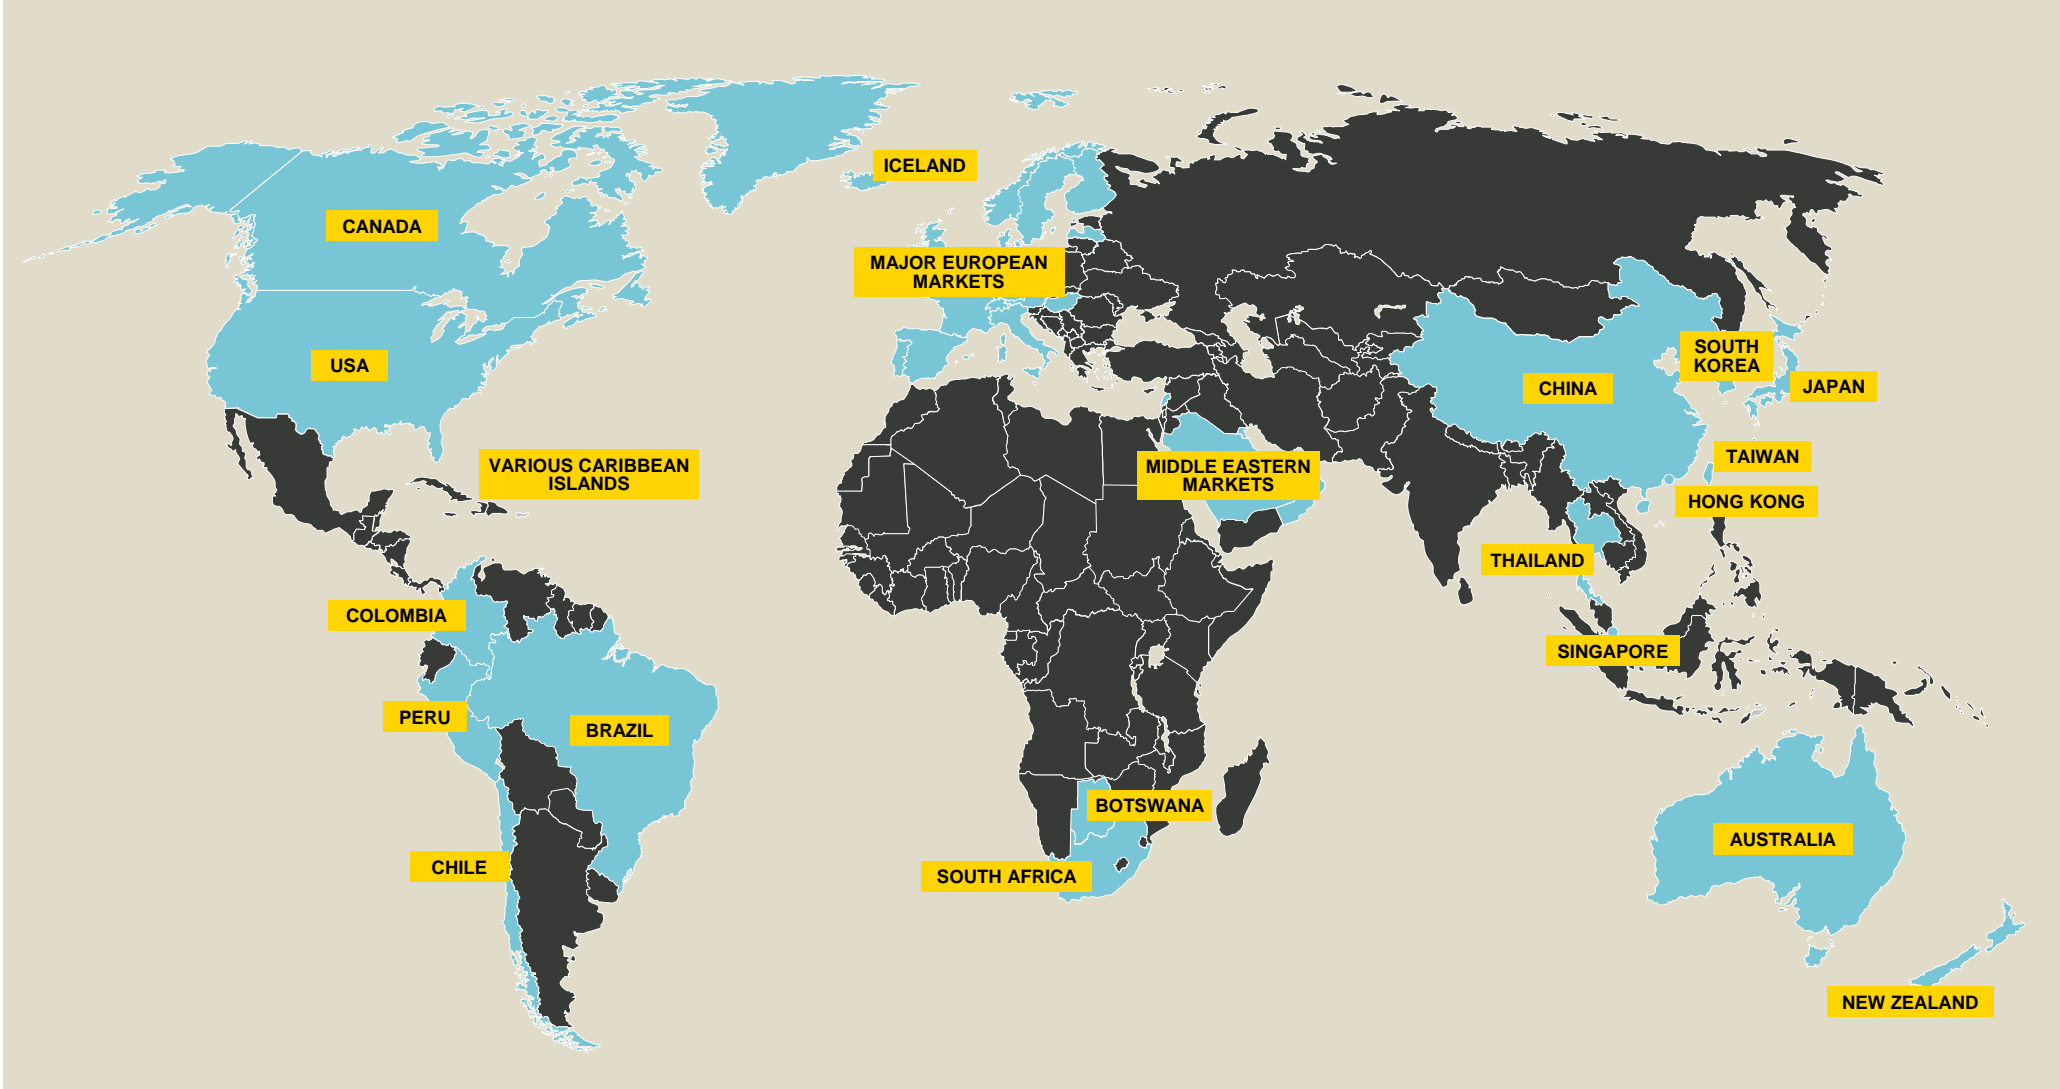 ICELAND
CANADA
MAJOR EUROPEAN
MARKETS
USA
SOUTH
KOREA
CHINA
JAPAN
VARIOUS CARIBBEAN
ISLANDS
MIDDLE EASTERN
MARKETS
TAIWAN
HONG KONG
THAILAND
COLOMBIA
SINGAPORE
PERU
BRAZIL
BOTSWANA
AUSTRALIA
CHILE
SOUTH AFRICA
NEW ZEALAND